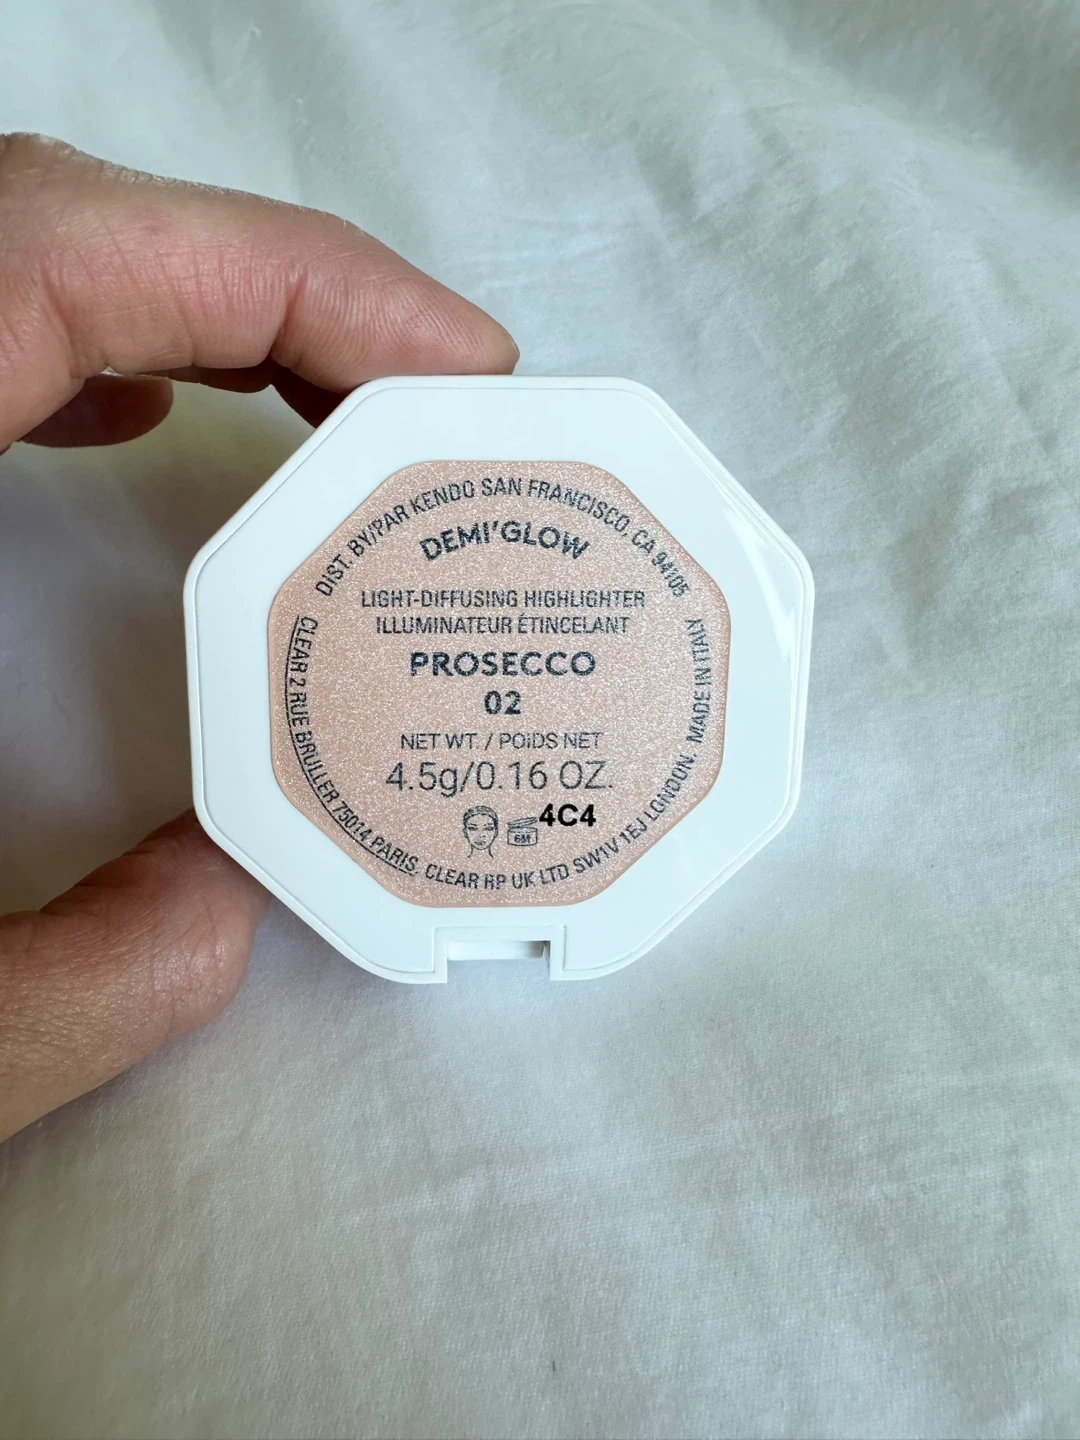 DIST. BY/PAR KENDO SAN FRANCISCO, CA 94105
DEMI'GLOW
LIGHT-DIFFUSING HIGHLIGHTER
ILLUMINATEUR ÉTINCELANT
PROSECCO
02
NET WT. / POIDS NET
4.5g/0.16 OZ.
6M
4C4
CLEAR 2 RUE BRULLER 75014 PARIS. CLEAR RP UK LTD SW1V 1EJ LONDON. MADE IN ITALY